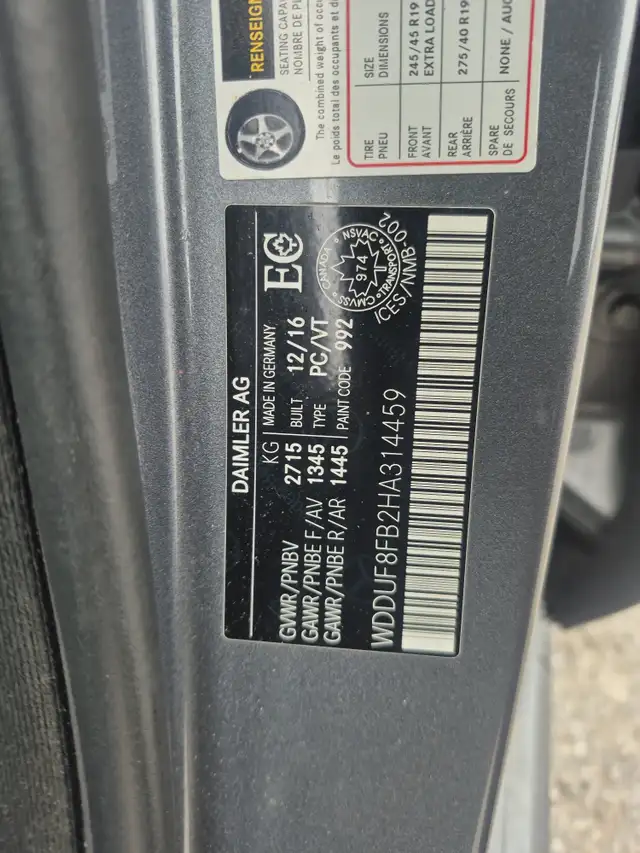 RENSEIGN
SEATING CAPA
NOMBRE DE PL
The combined weight of occu
Le poids total des occupants et de
TIRE SIZE
PNEU DIMENSIONS
FRONT 245/45 R19
AVANT EXTRA LOAD
REAR 275/40 R19
ARRIÈRE
SPARE NONE / AUC
DE SECOURS
DAIMLER AG
KG MADE IN GERMANY
GVWR/PNBV 2715 BUILT 12/16
GAWR/PNBE F/AV 1345 TYPE PC/VT
GAWR/PNBE R/AR 1445 PAINT CODE 992
EC
CANADA
NSVAC
974
CMVSS
TRANSPORT
ICES/NMB-002
WDDUF8FB2HA314459